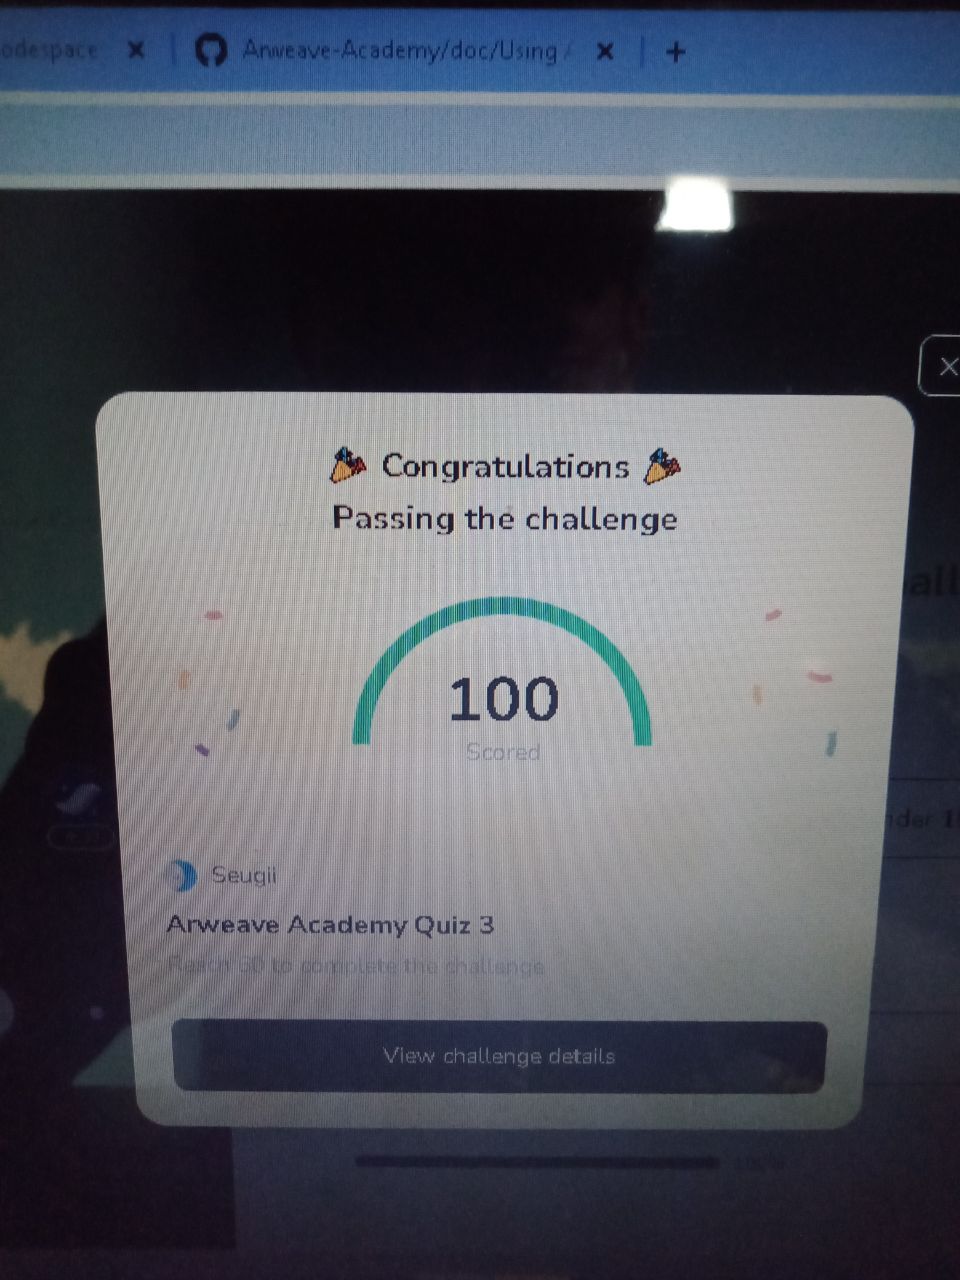 odespace
Arweave-Academy/doc/Using
Congratulations
Passing the challenge
100
Scored
Seugii
Arweave Academy Quiz 3
Reach 60 to complete the challenge
View challenge details